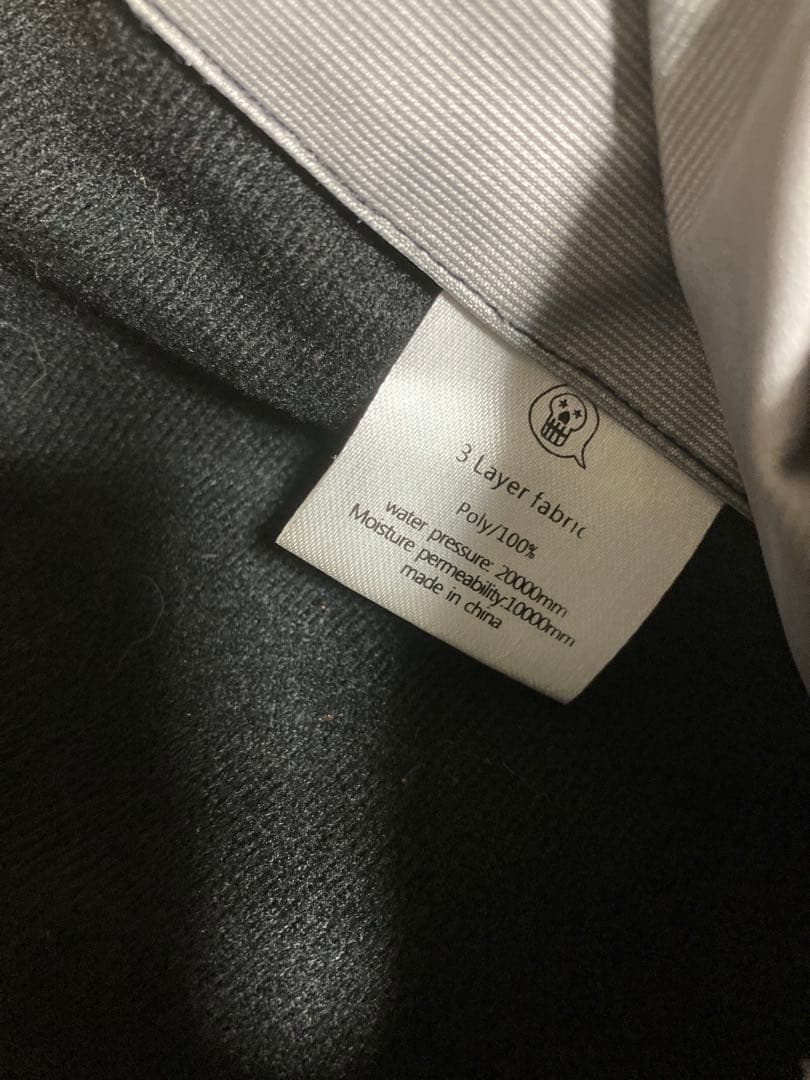 3 Layer fabric
Poly/100%
water pressure: 20000mm
Moisture permeability:10000mm
made in china